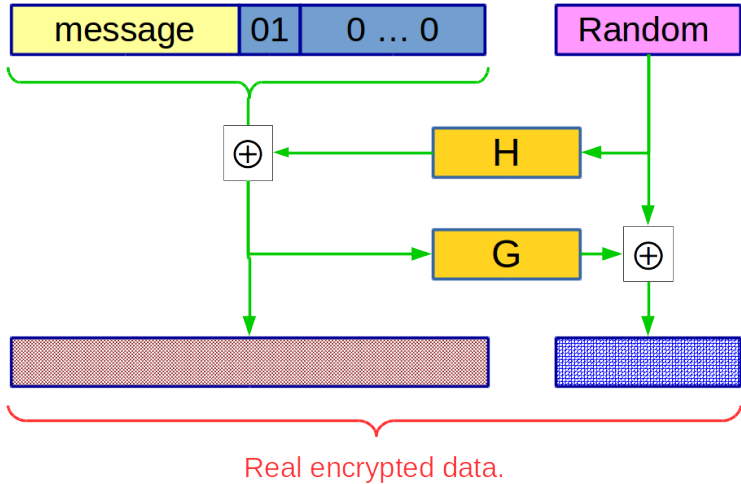 message 01 0 ... 0 Random
⊕ H
G ⊕
Real encrypted data.